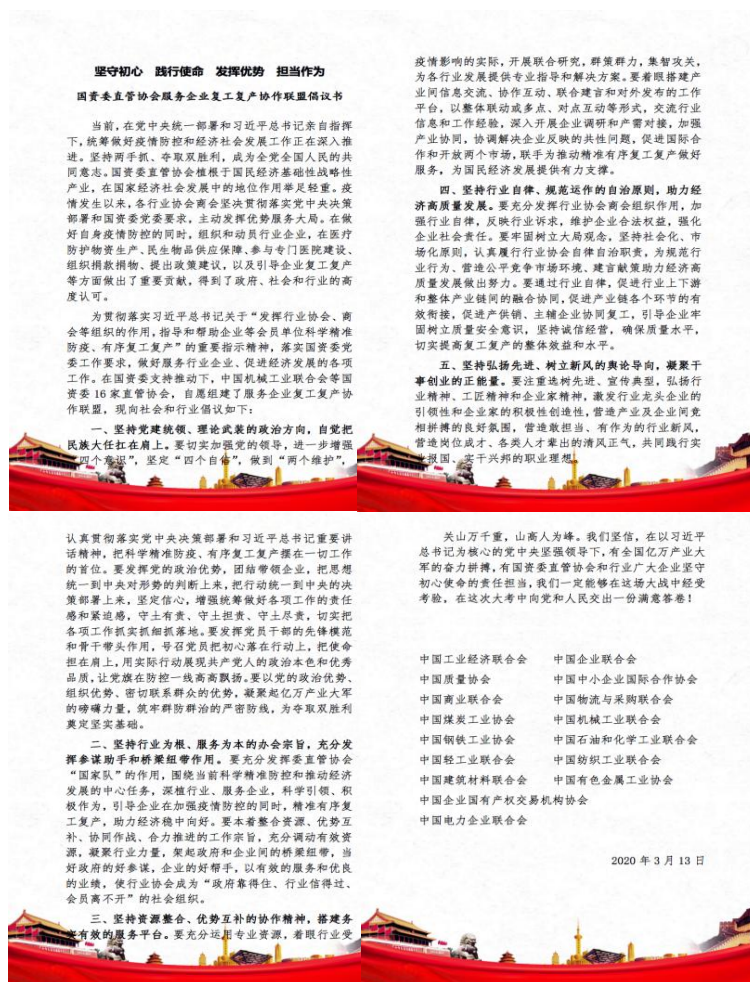 坚守初心 践行使命 发挥优势 担当作为
国资委直管协会服务企业复工复产协作联盟倡议书
当前，在党中央统一部署和习近平总书记亲自指挥
下，统筹做好疫情防控和经济社会发展工作正在深入推
进。坚持两手抓、夺取双胜利，成为全党全国人民的共
同意志。国资委直管协会植根于国民经济基础性战略性
产业，在国家经济社会发展中的地位作用举足轻重。疫
情发生以来，各行业协会商会坚决贯彻落实党中央决策
部署和国资委党委要求，主动发挥优势服务大局。在做
好自身疫情防控的同时，组织和动员行业企业，在医疗
防护物资生产、民生物品供应保障、参与专门医院建设、
组织捐款捐物、提出政策建议，以及引导企业复工复产
等方面做出了重要贡献，得到了政府、社会和行业的高
度认可。
为贯彻落实习近平总书记关于“发挥行业协会、商
会等组织的作用，指导和帮助企业等会员单位科学精准
防疫、有序复工复产”的重要指示精神，落实国资委党
委工作要求，做好服务行业企业、促进经济发展的各项
工作。在国资委支持推动下，中国机械工业联合会等国
资委 16 家直管协会，自愿组建了服务企业复工复产协
作联盟，现向社会和行业倡议如下：
一、坚持党建统领、理论武装的政治方向，自觉把
民族大任扛在肩上。要切实加强党的领导，进一步增强
“四个意识”，坚定“四个自信”，做到“两个维护”，
认真贯彻落实党中央决策部署和习近平总书记重要讲
话精神，把科学精准防疫、有序复工复产摆在一切工作
的首位。要发挥党的政治优势，团结带领企业，把思想
统一到中央对形势的判断上来，把行动统一到中央的决
策部署上来，坚定信心，增强统筹做好各项工作的责任
感和紧迫感，守土有责、守土担责、守土尽责，切实把
各项工作抓实抓细抓落地。要发挥党员干部的先锋模范
和骨干带头作用，号召党员把初心落在行动上，把使命
担在肩上，用实际行动展现共产党人的政治本色和优秀
品质，让党旗在防控一线高高飘扬。要以党的政治优势、
组织优势、密切联系群众的优势，凝聚起亿万产业大军
的磅礴力量，筑牢群防群治的严密防线，为夺取双胜利
奠定坚实基础。
二、坚持行业为根、服务为本的办会宗旨，充分发
挥参谋助手和桥梁纽带作用。要充分发挥委直管协会
“国家队”的作用，围绕当前科学精准防控和推动经济
发展的中心任务，深植行业、服务企业，科学引领、积
极作为，引导企业在加强疫情防控的同时，精准有序复
工复产，助力经济稳中向好。要本着整合资源、优势互
补、协同作战、合力推进的工作宗旨，充分调动有效资
源，凝聚行业力量，架起政府和企业间的桥梁纽带，当
好政府的好参谋，企业的好帮手，以有效的服务和优良
的业绩，使行业协会成为“政府靠得住、行业信得过、
会员离不开”的社会组织。
三、坚持资源整合、优势互补的协作精神，搭建务
实有效的服务平台。要充分运用专业资源，着眼行业受
疫情影响的实际，开展联合研究，群策群力，集智攻关，
为各行业发展提供专业指导和解决方案。要着眼搭建产
业间信息交流、协作互动、联合建言和对外发布的工作
平台，以整体联动或多点、对点互动等形式，交流行业
信息和工作经验，深入开展企业调研和产需对接，加强
产业协同，协调解决企业反映的共性问题，促进国际合
作和开放两个市场，联手为推动精准有序复工复产做好
服务，为国民经济发展提供有力支撑。
四、坚持行业自律、规范运作的自治原则，助力经
济高质量发展。要充分发挥行业协会商会组织作用，加
强行业自律，反映行业诉求，维护企业合法权益，强化
企业社会责任。要牢固树立大局观念，坚持社会化、市
场化原则，认真履行行业协会自律自治职责，为规范行
业行为、营造公平竞争市场环境、建言献策助力经济高
质量发展做出努力。要通过行业自律，促进行业上下游
和整体产业链间的融合协同，促进产业链各个环节的有
效衔接，促进产供销、主辅企业协同复工，引导企业牢
固树立质量安全意识，坚持诚信经营，确保质量水平，
切实提高复工复产的整体效益和水平。
五、坚持弘扬先进、树立新风的舆论导向，凝聚干
事创业的正能量。要注重选树先进、宣传典型，弘扬行
业精神、工匠精神和企业家精神，激发行业龙头企业的
引领性和企业家的积极性创造性，营造产业及企业间竞
相拼搏的良好氛围，营造敢担当、有作为的行业新风，
营造岗位成才、各类人才辈出的清风正气，共同践行实
业报国、实干兴邦的职业理想。
关山万千重，山高人为峰。我们坚信，在以习近平
总书记为核心的党中央坚强领导下，有全国亿万产业大
军的奋力拼搏，有国资委直管协会和行业广大企业坚守
初心使命的责任担当，我们一定能够在这场大战中经受
考验，在这次大考中向党和人民交出一份满意答卷！
中国工业经济联合会 中国企业联合会
中国质量协会 中国中小企业国际合作协会
中国商业联合会 中国物流与采购联合会
中国煤炭工业协会 中国机械工业联合会
中国钢铁工业协会 中国石油和化学工业联合会
中国轻工业联合会 中国纺织工业联合会
中国建筑材料联合会 中国有色金属工业协会
中国企业国有产权交易机构协会
中国电力企业联合会
2020 年 3 月 13 日